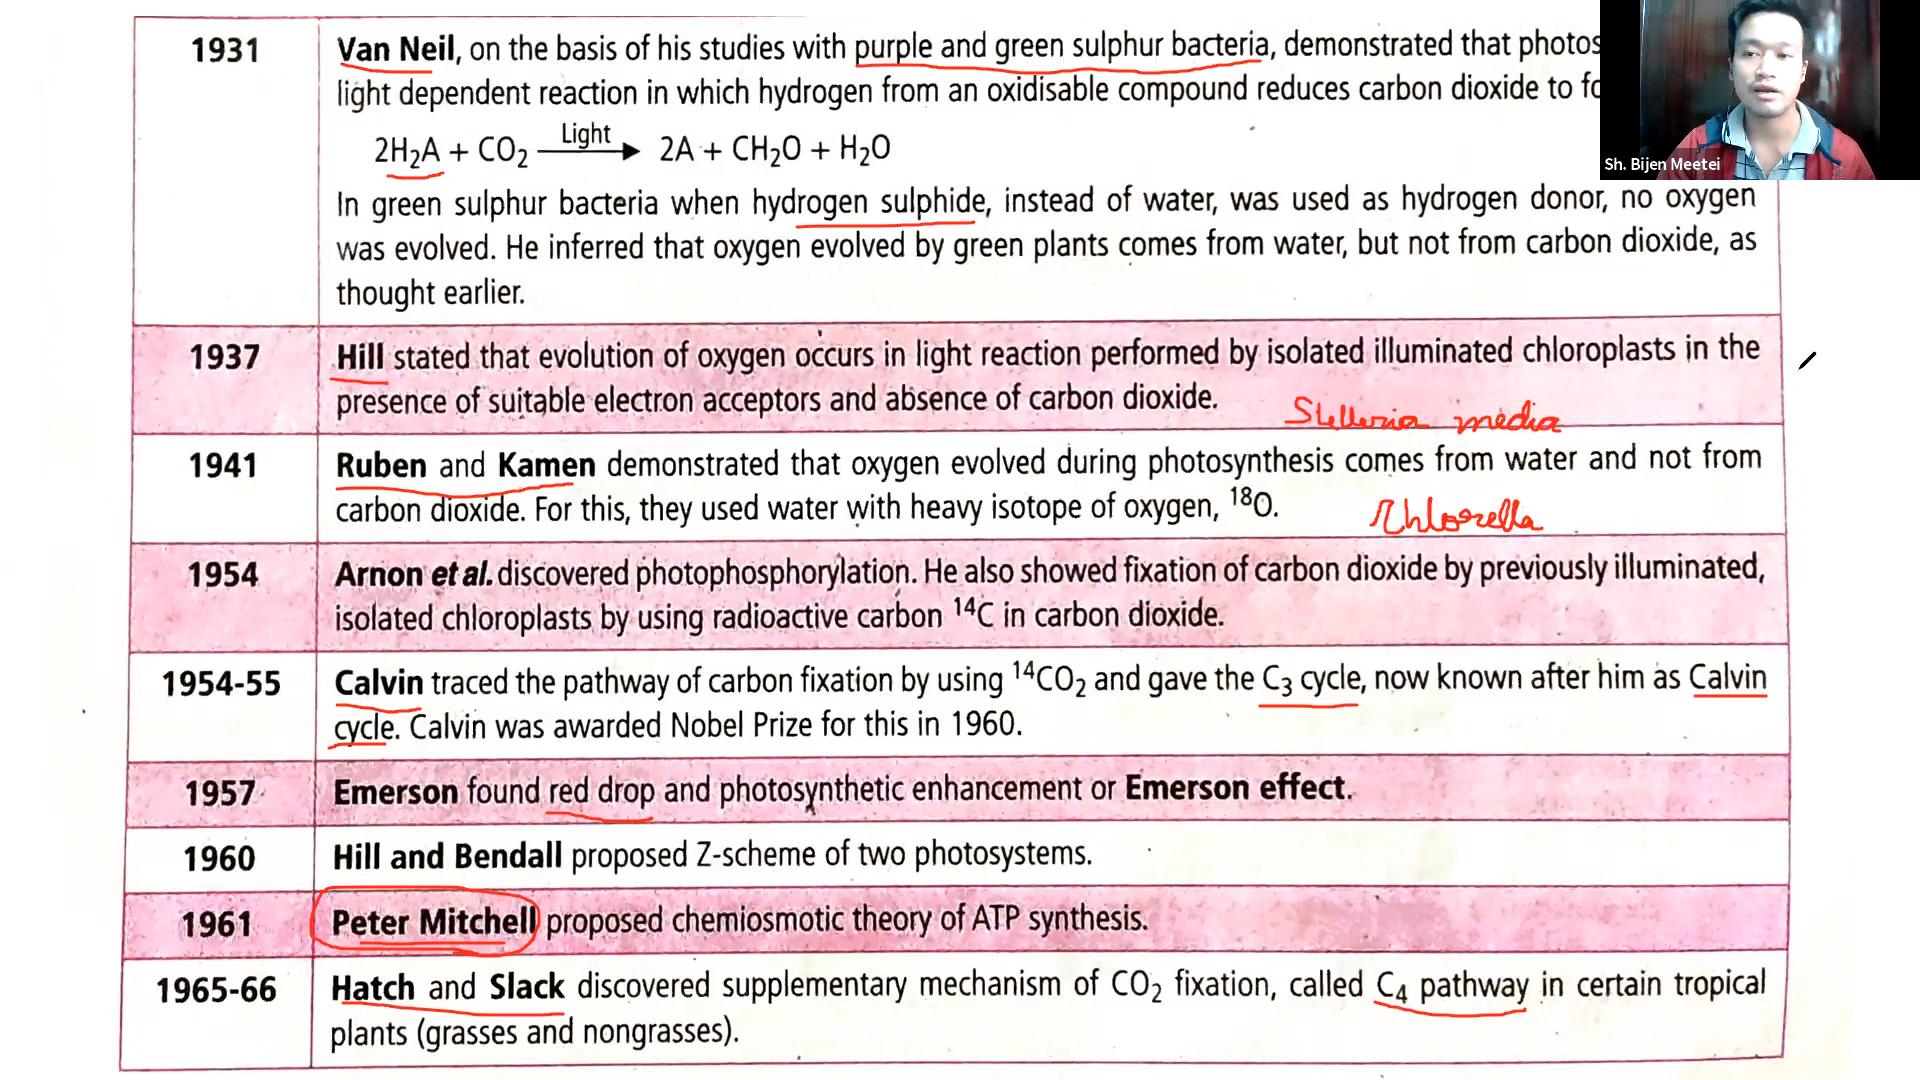 1931
Van Neil, on the basis of his studies with purple and green sulphur bacteria, demonstrated that photos
light dependent reaction in which hydrogen from an oxidisable compound reduces carbon dioxide to fo
2H₂A + CO₂ Light → 2A + CH₂O + H₂O
In green sulphur bacteria when hydrogen sulphide, instead of water, was used as hydrogen donor, no oxygen
was evolved. He inferred that oxygen evolved by green plants comes from water, but not from carbon dioxide, as
thought earlier.
Sh. Bijen Meetei
1937
Hill stated that evolution of oxygen occurs in light reaction performed by isolated illuminated chloroplasts in the
presence of suitable electron acceptors and absence of carbon dioxide.
Stelleria media
1941
Ruben and Kamen demonstrated that oxygen evolved during photosynthesis comes from water and not from
carbon dioxide. For this, they used water with heavy isotope of oxygen, ¹⁸O.
Chlorella
1954
Arnon et al. discovered photophosphorylation. He also showed fixation of carbon dioxide by previously illuminated,
isolated chloroplasts by using radioactive carbon ¹⁴C in carbon dioxide.
1954-55
Calvin traced the pathway of carbon fixation by using ¹⁴CO₂ and gave the C₃ cycle, now known after him as Calvin
cycle. Calvin was awarded Nobel Prize for this in 1960.
1957
Emerson found red drop and photosynthetic enhancement or Emerson effect.
1960
Hill and Bendall proposed Z-scheme of two photosystems.
1961
Peter Mitchell proposed chemiosmotic theory of ATP synthesis.
1965-66
Hatch and Slack discovered supplementary mechanism of CO₂ fixation, called C₄ pathway in certain tropical
plants (grasses and nongrasses).